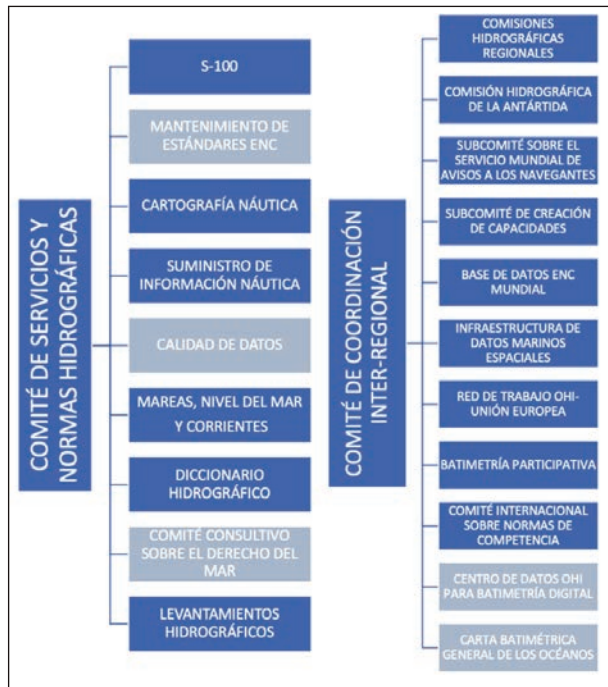 COMITÉ DE SERVICIOS Y
NORMAS HIDROGRÁFICAS
S-100
MANTENIMIENTO DE
ESTÁNDARES ENC
CARTOGRAFÍA NÁUTICA
SUMINISTRO DE
INFORMACIÓN NÁUTICA
CALIDAD DE DATOS
MAREAS, NIVEL DEL MAR
Y CORRIENTES
DICCIONARIO
HIDROGRÁFICO
COMITÉ CONSULTIVO
SOBRE EL DERECHO DEL
MAR
LEVANTAMIENTOS
HIDROGRÁFICOS
COMITÉ DE COORDINACIÓN
INTER-REGIONAL
COMISIONES
HIDROGRÁFICAS
REGIONALES
COMISIÓN HIDROGRÁFICA
DE LA ANTÁRTIDA
SUBCOMITÉ SOBRE EL
SERVICIO MUNDIAL DE
AVISOS A LOS NAVEGANTES
SUBCOMITÉ DE CREACIÓN
DE CAPACIDADES
BASE DE DATOS ENC
MUNDIAL
INFRAESTRUCTURA DE
DATOS MARINOS
ESPACIALES
RED DE TRABAJO OHI-
UNIÓN EUROPEA
BATIMETRÍA PARTICIPATIVA
COMITÉ INTERNACIONAL
SOBRE NORMAS DE
COMPETENCIA
CENTRO DE DATOS OHI
PARA BATIMETRÍA DIGITAL
CARTA BATIMÉTRICA
GENERAL DE LOS OCÉANOS